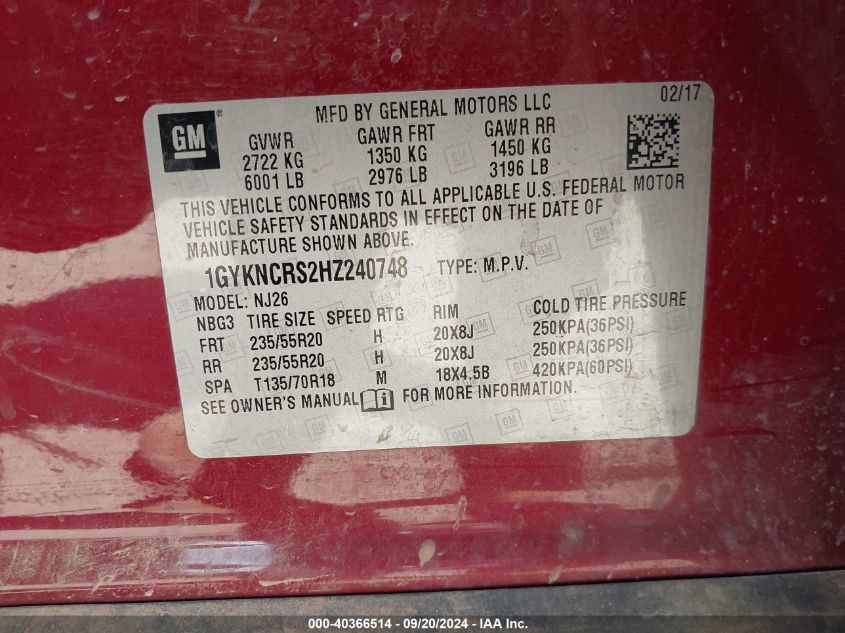 MFD BY GENERAL MOTORS LLC 02/17
GM
GVWR GAWR FRT GAWR RR
2722 KG 1350 KG 1450 KG
6001 LB 2976 LB 3196 LB
THIS VEHICLE CONFORMS TO ALL APPLICABLE U.S. FEDERAL MOTOR
VEHICLE SAFETY STANDARDS IN EFFECT ON THE DATE OF
MANUFACTURE SHOWN ABOVE.
1GYKNCRS2HZ240748 TYPE: M.P.V.
MODEL: NJ26
NBG3 TIRE SIZE SPEED RTG RIM COLD TIRE PRESSURE
FRT 235/55R20 H 20X8J 250KPA(36PSI)
RR 235/55R20 H 20X8J 250KPA(36PSI)
SPA T135/70R18 M 18X4.5B 420KPA(60PSI)
SEE OWNER'S MANUAL FOR MORE INFORMATION.
000-40366514 - 09/20/2024 - IAA Inc.